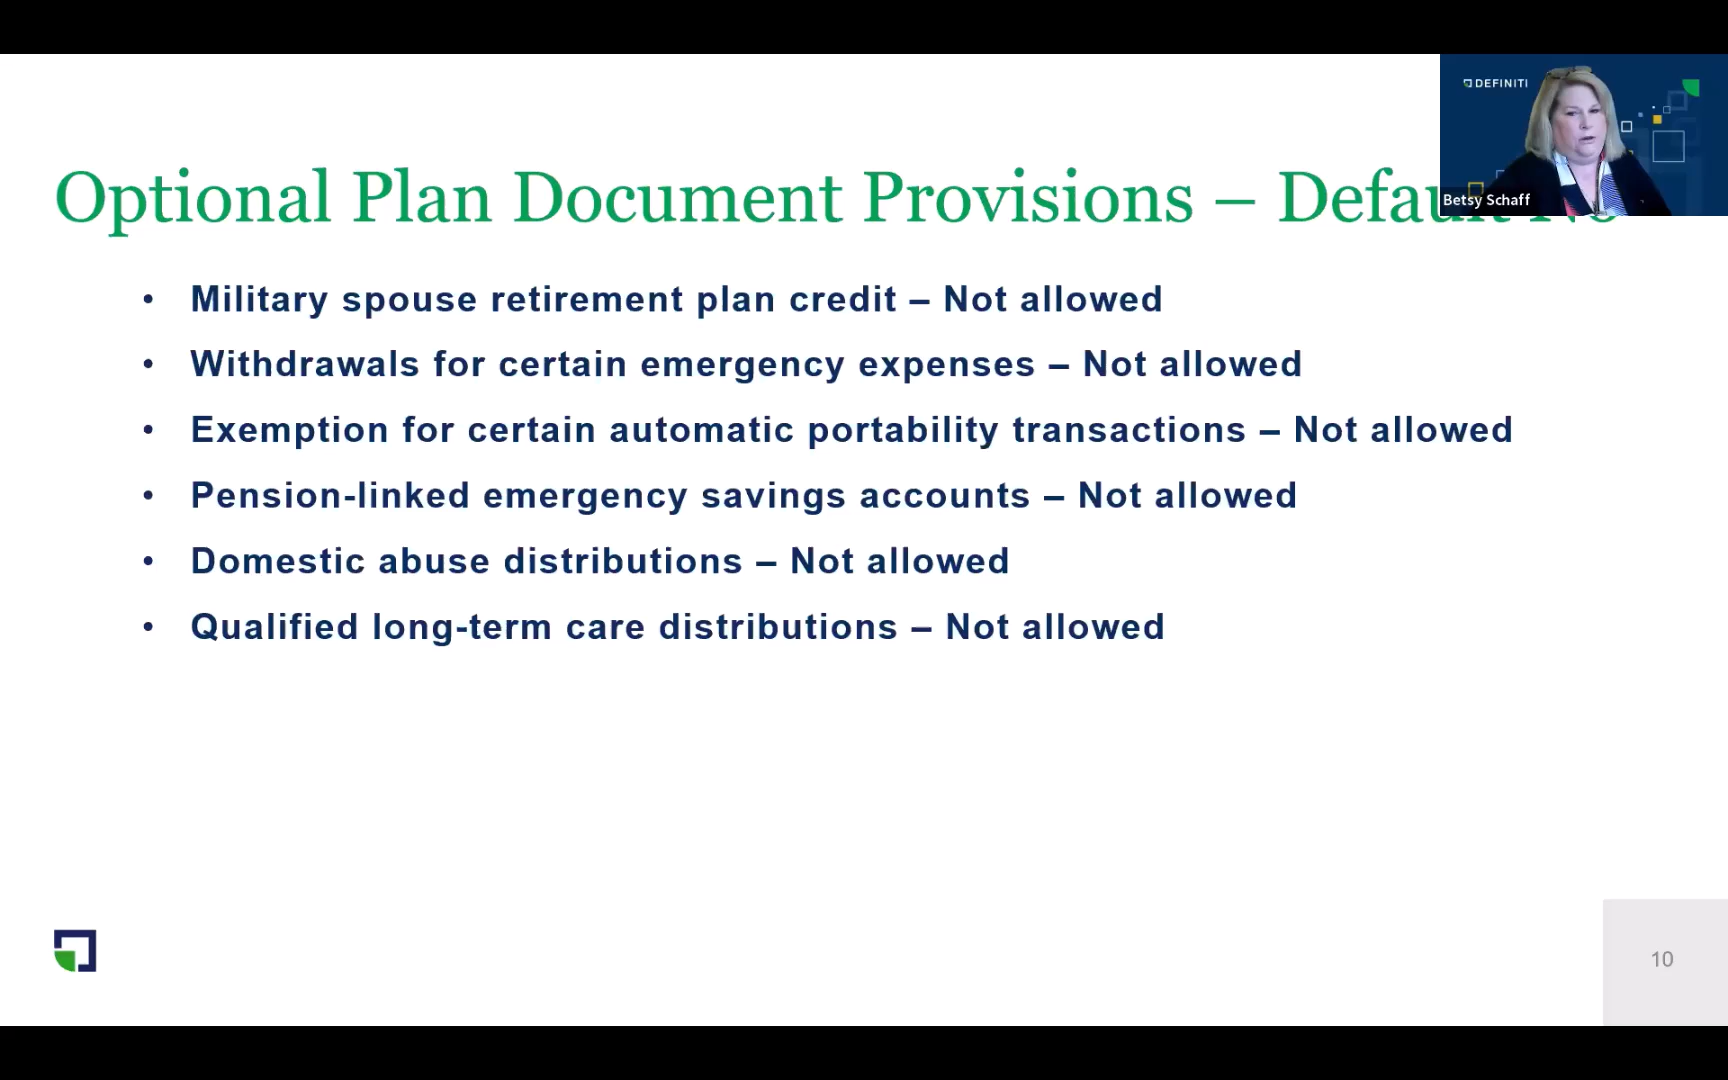 DEFINITI
Betsy Schaff
Optional Plan Document Provisions – Default No
• Military spouse retirement plan credit – Not allowed
• Withdrawals for certain emergency expenses – Not allowed
• Exemption for certain automatic portability transactions – Not allowed
• Pension-linked emergency savings accounts – Not allowed
• Domestic abuse distributions – Not allowed
• Qualified long-term care distributions – Not allowed
10